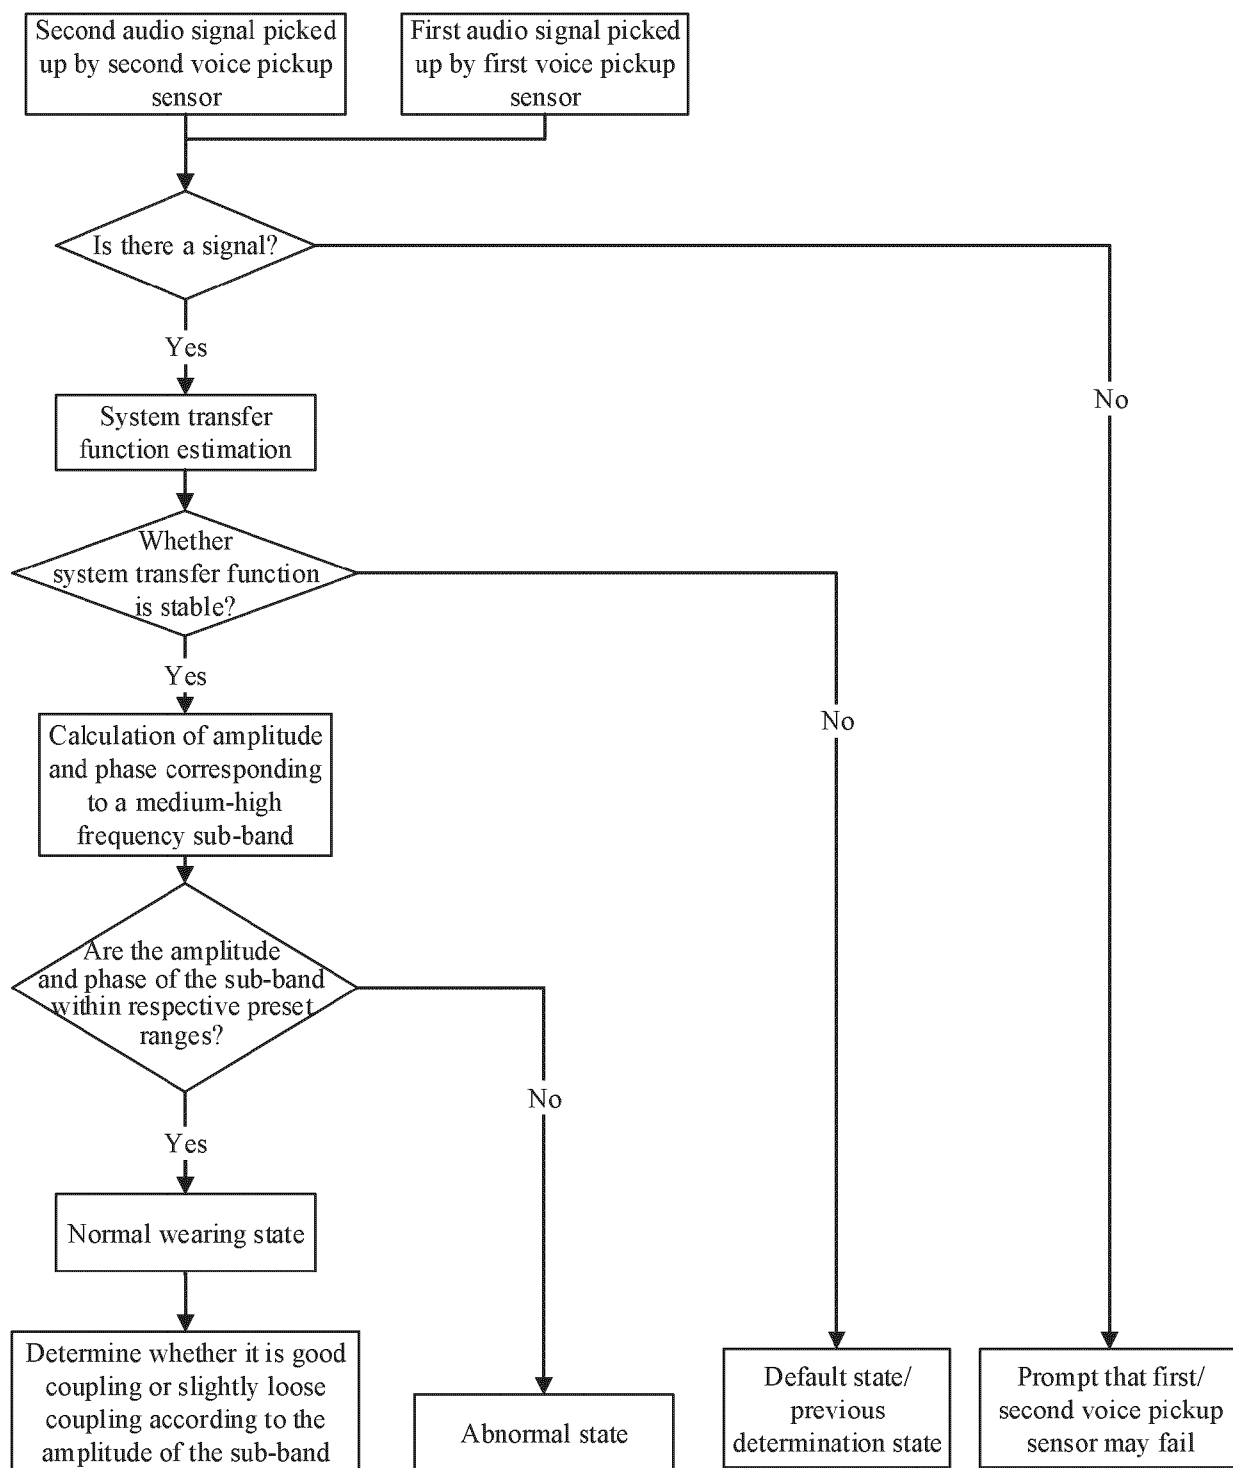 Second audio signal picked
up by second voice pickup
sensor
First audio signal picked
up by first voice pickup
sensor
Is there a signal?
Yes
No
System transfer
function estimation
Whether
system transfer function
is stable?
Yes
No
Calculation of amplitude
and phase corresponding
to a medium-high
frequency sub-band
Are the amplitude
and phase of the sub-band
within respective preset
ranges?
No
Yes
Normal wearing state
Determine whether it is good
coupling or slightly loose
coupling according to the
amplitude of the sub-band
Abnormal state
Default state/
previous
determination state
Prompt that first/
second voice pickup
sensor may fail